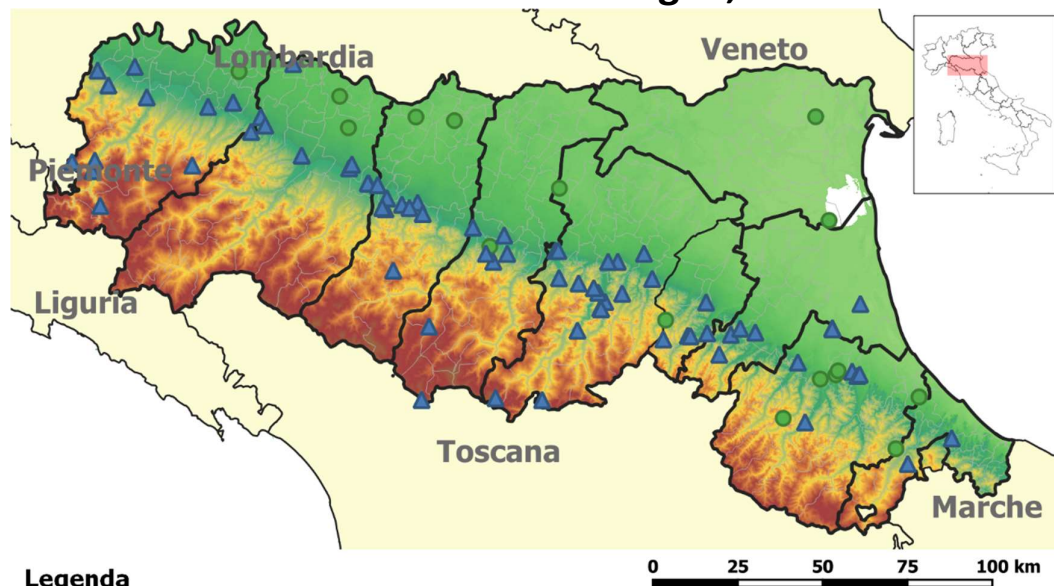 Lombardia
Veneto
Piemonte
Liguria
Toscana
Marche
Legenda
0 25 50 75 100 km